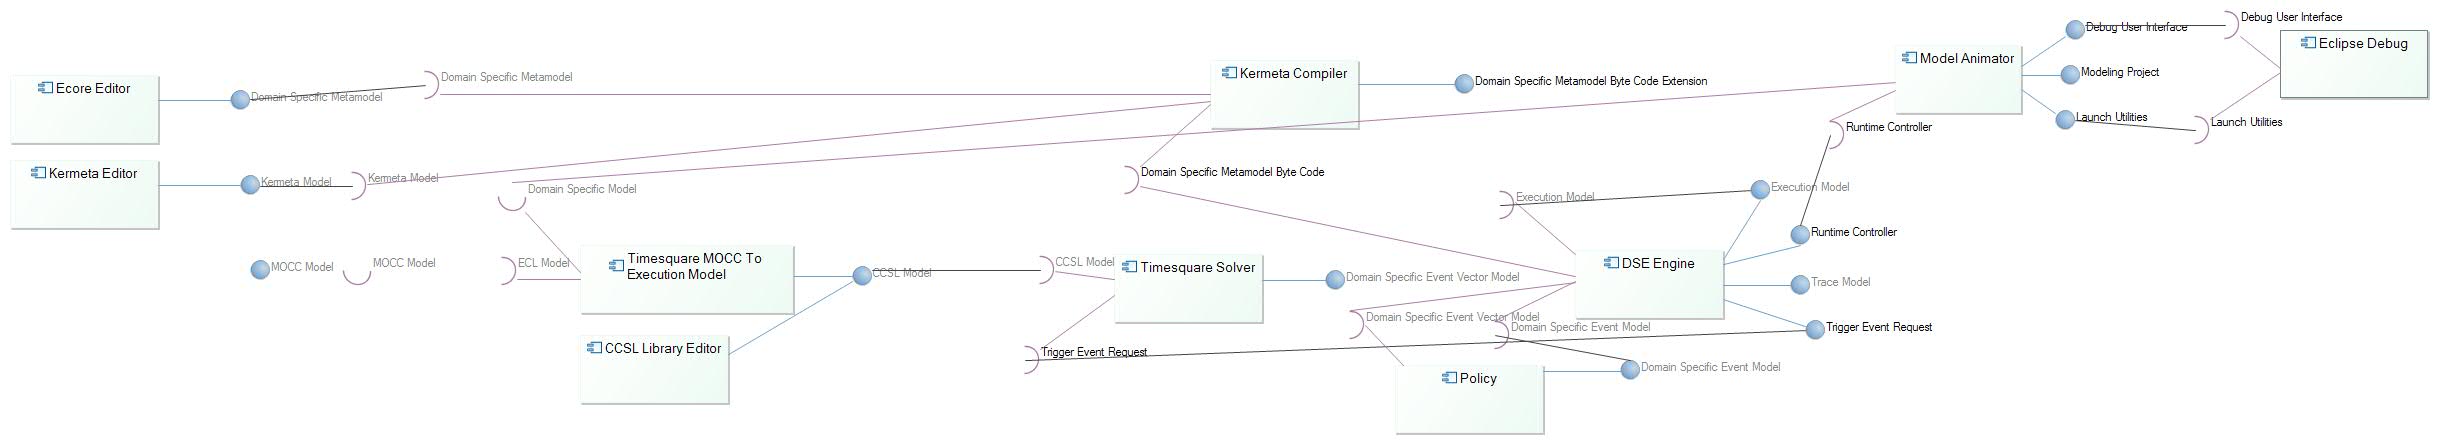 Debug User Interface
Debug User Interface
Eclipse Debug
Model Animator
Modeling Project
Launch Utilities
Launch Utilities
Runtime Controller
Ecore Editor
Domain Specific Metamodel
Domain Specific Metamodel
Kermeta Compiler
Domain Specific Metamodel Byte Code Extension
Kermeta Editor
Kermeta Model
Kermeta Model
Domain Specific Model
Domain Specific Metamodel Byte Code
Execution Model
Execution Model
Runtime Controller
MOCC Model
MOCC Model
ECL Model
Timesquare MOCC To
Execution Model
CCSL Model
CCSL Model
Timesquare Solver
Domain Specific Event Vector Model
DSE Engine
Trace Model
Domain Specific Event Vector Model
Domain Specific Event Model
Trigger Event Request
CCSL Library Editor
Trigger Event Request
Policy
Domain Specific Event Model